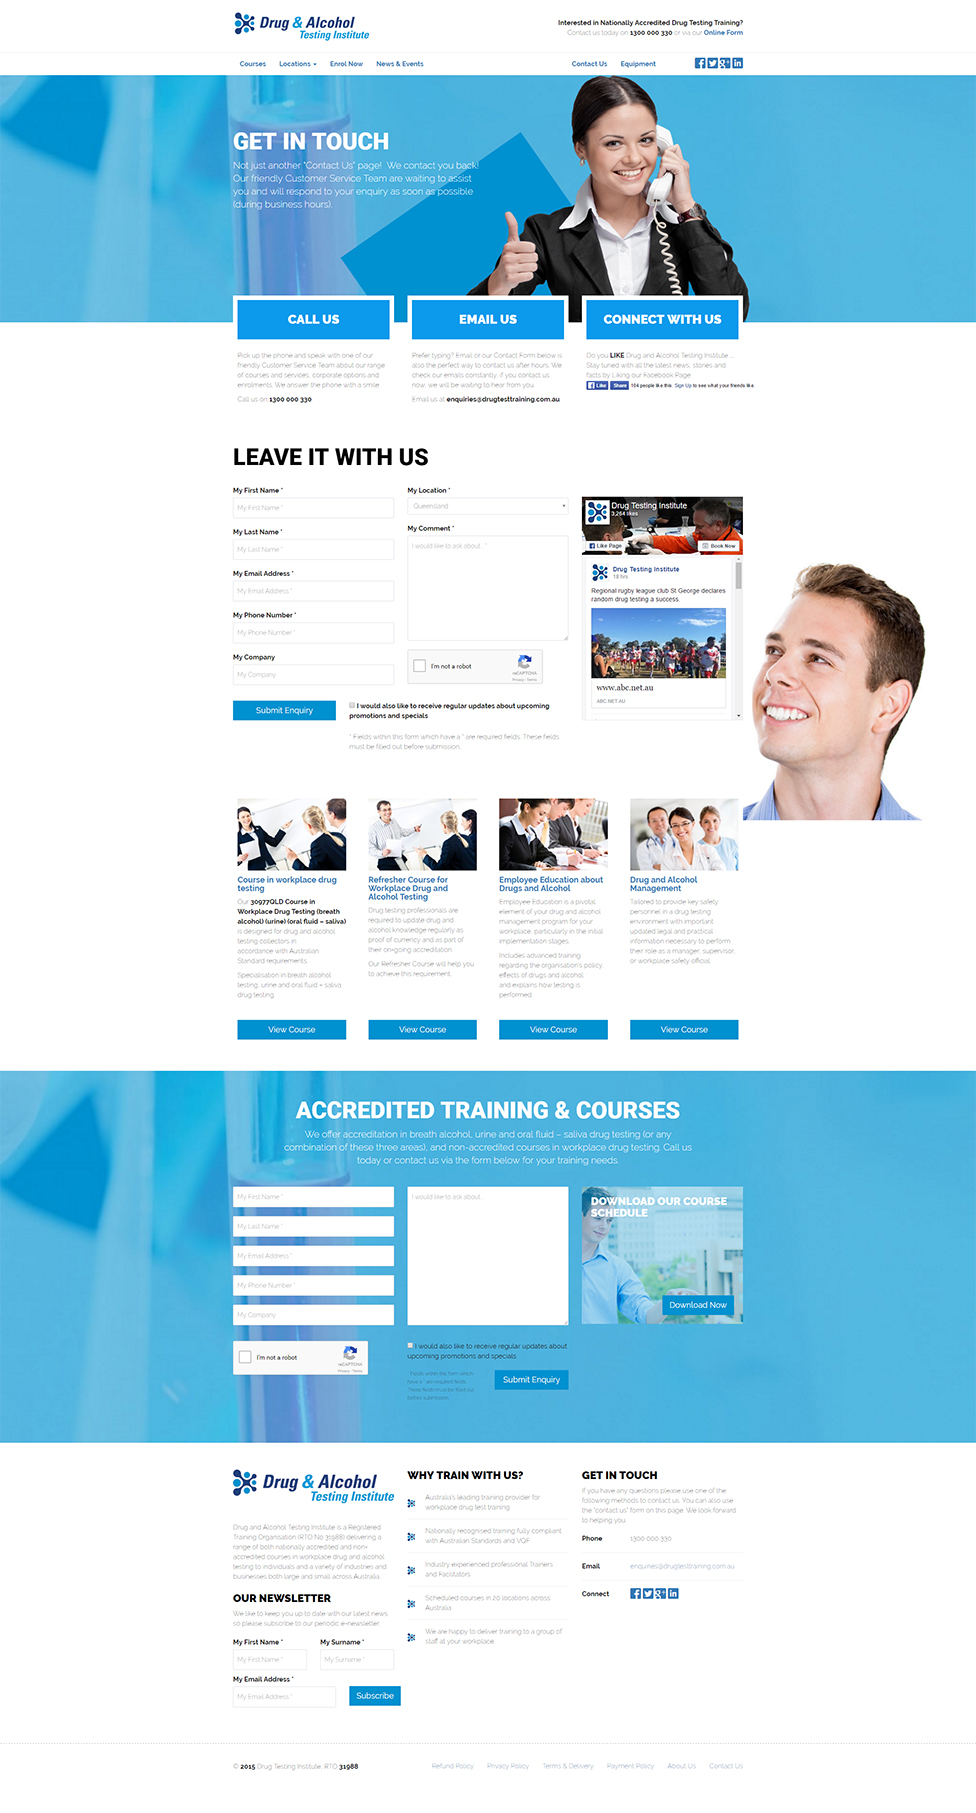 Drug & Alcohol
Testing Institute
Interested in Nationally Accredited Drug Testing Training?
Contact us today on 1300 000 330 or via our Online Form
Courses
Locations
Enrol Now
News & Events
Contact Us
Equipment
GET IN TOUCH
Not just another "Contact Us" page! We contact you back!
Our friendly Customer Service Team are waiting to assist
you and will respond to your enquiry as soon as possible
(during business hours).
CALL US
Pick up the phone and speak with one of our
friendly Customer Service Team about our range
of courses and services, corporate options and
enrolments. We answer the phone with a smile.
Call us on 1300 000 330
EMAIL US
Prefer typing? Email or our Contact Form below is
also the perfect way to contact us after hours. We
check our emails constantly, if you contact us
now, we will be waiting to hear from you.
Email us at enquiries@drugtesttraining.com.au
CONNECT WITH US
Do you LIKE Drug and Alcohol Testing Institute ...
Stay tuned with all the latest news, stories and
facts by Liking our Facebook Page
Like Share 164 people like this. Sign Up to see what your friends like.
LEAVE IT WITH US
My First Name *
My First Name *
My Last Name *
My Last Name *
My Email Address *
My Email Address *
My Phone Number *
My Phone Number *
My Company
My Company
Submit Enquiry
My Location *
Queensland
My Comment *
I would like to ask about... *
I'm not a robot
reCAPTCHA
Privacy - Terms
I would also like to receive regular updates about upcoming
promotions and specials
* Fields within this form which have a * are required fields. These fields
must be filled out before submission.
Drug Testing Institute
3,264 likes
Like Page
Book Now
Drug Testing Institute
18 hrs
Regional rugby league club St George declares
random drug testing a success.
www.abc.net.au
ABC.NET.AU
Course in workplace drug
testing
Our 30977QLD Course in
Workplace Drug Testing (breath
alcohol) (urine) (oral fluid – saliva)
is designed for drug and alcohol
testing collectors in
accordance with Australian
Standard requirements.
Specialisation in breath alcohol
testing, urine and oral fluid – saliva
drug testing.
View Course
Refresher Course for
Workplace Drug and
Alcohol Testing
Drug testing professionals are
required to update drug and
alcohol knowledge regularly as
proof of currency and as part of
their on+going accreditation.
Our Refresher Course will help you
to achieve this requirement.
View Course
Employee Education about
Drugs and Alcohol
Employee Education is a pivotal
element of your drug and alcohol
management program for your
workplace, particularly in the initial
implementation stages.
Includes advanced training
regarding the organisation's policy,
effects of drugs and alcohol
and explains how testing is
performed.
View Course
Drug and Alcohol
Management
Tailored to provide key safety
personnel in a drug testing
environment with important
updated legal and practical
information necessary to perform
their role as a manager, supervisor,
or workplace safety official.
View Course
ACCREDITED TRAINING & COURSES
We offer accreditation in breath alcohol, urine and oral fluid – saliva drug testing (or any
combination of these three areas), and non-accredited courses in workplace drug testing. Call us
today or contact us via the form below for your training needs.
My First Name *
My Last Name *
My Email Address *
My Phone Number *
My Company
I'm not a robot
reCAPTCHA
Privacy - Terms
I would like to ask about...
I would also like to receive regular updates about
upcoming promotions and specials
* Fields within this form which
have a * are required fields.
These fields must be filled out
before submission.
Submit Enquiry
DOWNLOAD OUR COURSE
SCHEDULE
Download Now
Drug & Alcohol
Testing Institute
Drug and Alcohol Testing Institute is a Registered
Training Organisation (RTO No 31988) delivering a
range of both nationally accredited and non-
accredited courses in workplace drug and alcohol
testing to individuals and a variety of industries and
businesses both large and small across Australia.
OUR NEWSLETTER
We like to keep you up to date with our latest news
so please subscribe to our periodic e-newsletter.
My First Name *
My Surname *
My First Name *
My Surname *
My Email Address *
My Email Address *
Subscribe
WHY TRAIN WITH US?
Australia's leading training provider for
workplace drug test training
Nationally recognised training fully compliant
with Australian Standards and VQF
Industry experienced professional Trainers
and Facilitators
Scheduled courses in 20 locations across
Australia
We are happy to deliver training to a group of
staff at your workplace
GET IN TOUCH
If you have any questions please use one of the
following methods to contact us. You can also use
the "contact us" form on this page. We look forward
to helping you.
Phone 1300 000 330
Email enquiries@drugtesttraining.com.au
Connect
© 2015 Drug Testing Institute. RTO 31988
Refund Policy
Privacy Policy
Terms & Delivery
Payment Policy
About Us
Contact Us